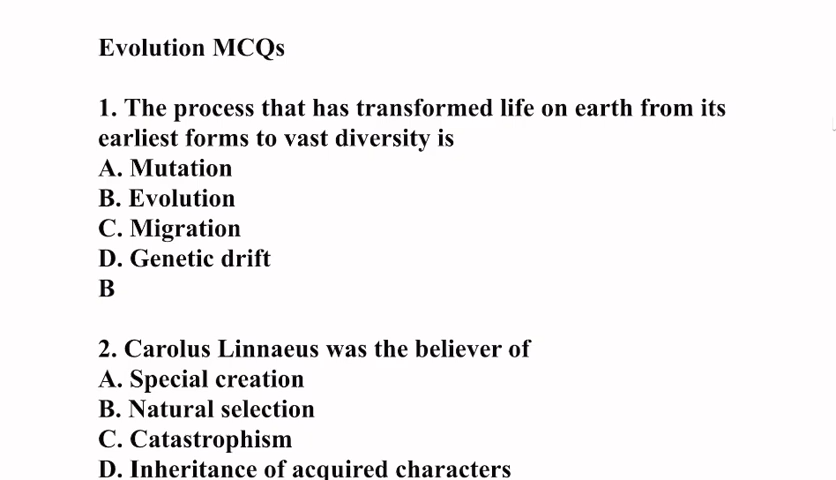 Evolution MCQs
1. The process that has transformed life on earth from its
earliest forms to vast diversity is
A. Mutation
B. Evolution
C. Migration
D. Genetic drift
B
2. Carolus Linnaeus was the believer of
A. Special creation
B. Natural selection
C. Catastrophism
D. Inheritance of acquired characters